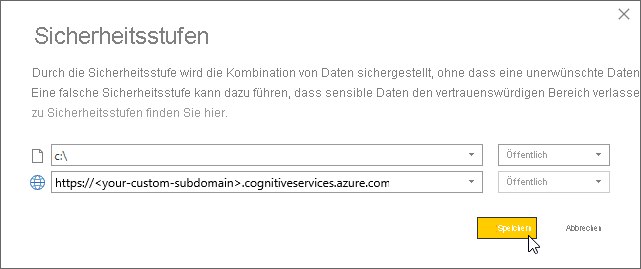 Sicherheitsstufen
Durch die Sicherheitsstufe wird die Kombination von Daten sichergestellt, ohne dass eine unerwünschte Daten
Eine falsche Sicherheitsstufe kann dazu führen, dass sensible Daten den vertrauenswürdigen Bereich verlasse
zu Sicherheitsstufen finden Sie hier.
c:\ Öffentlich
https://<your-custom-subdomain>.cognitiveservices.azure.com Öffentlich
Speichern Abbrechen